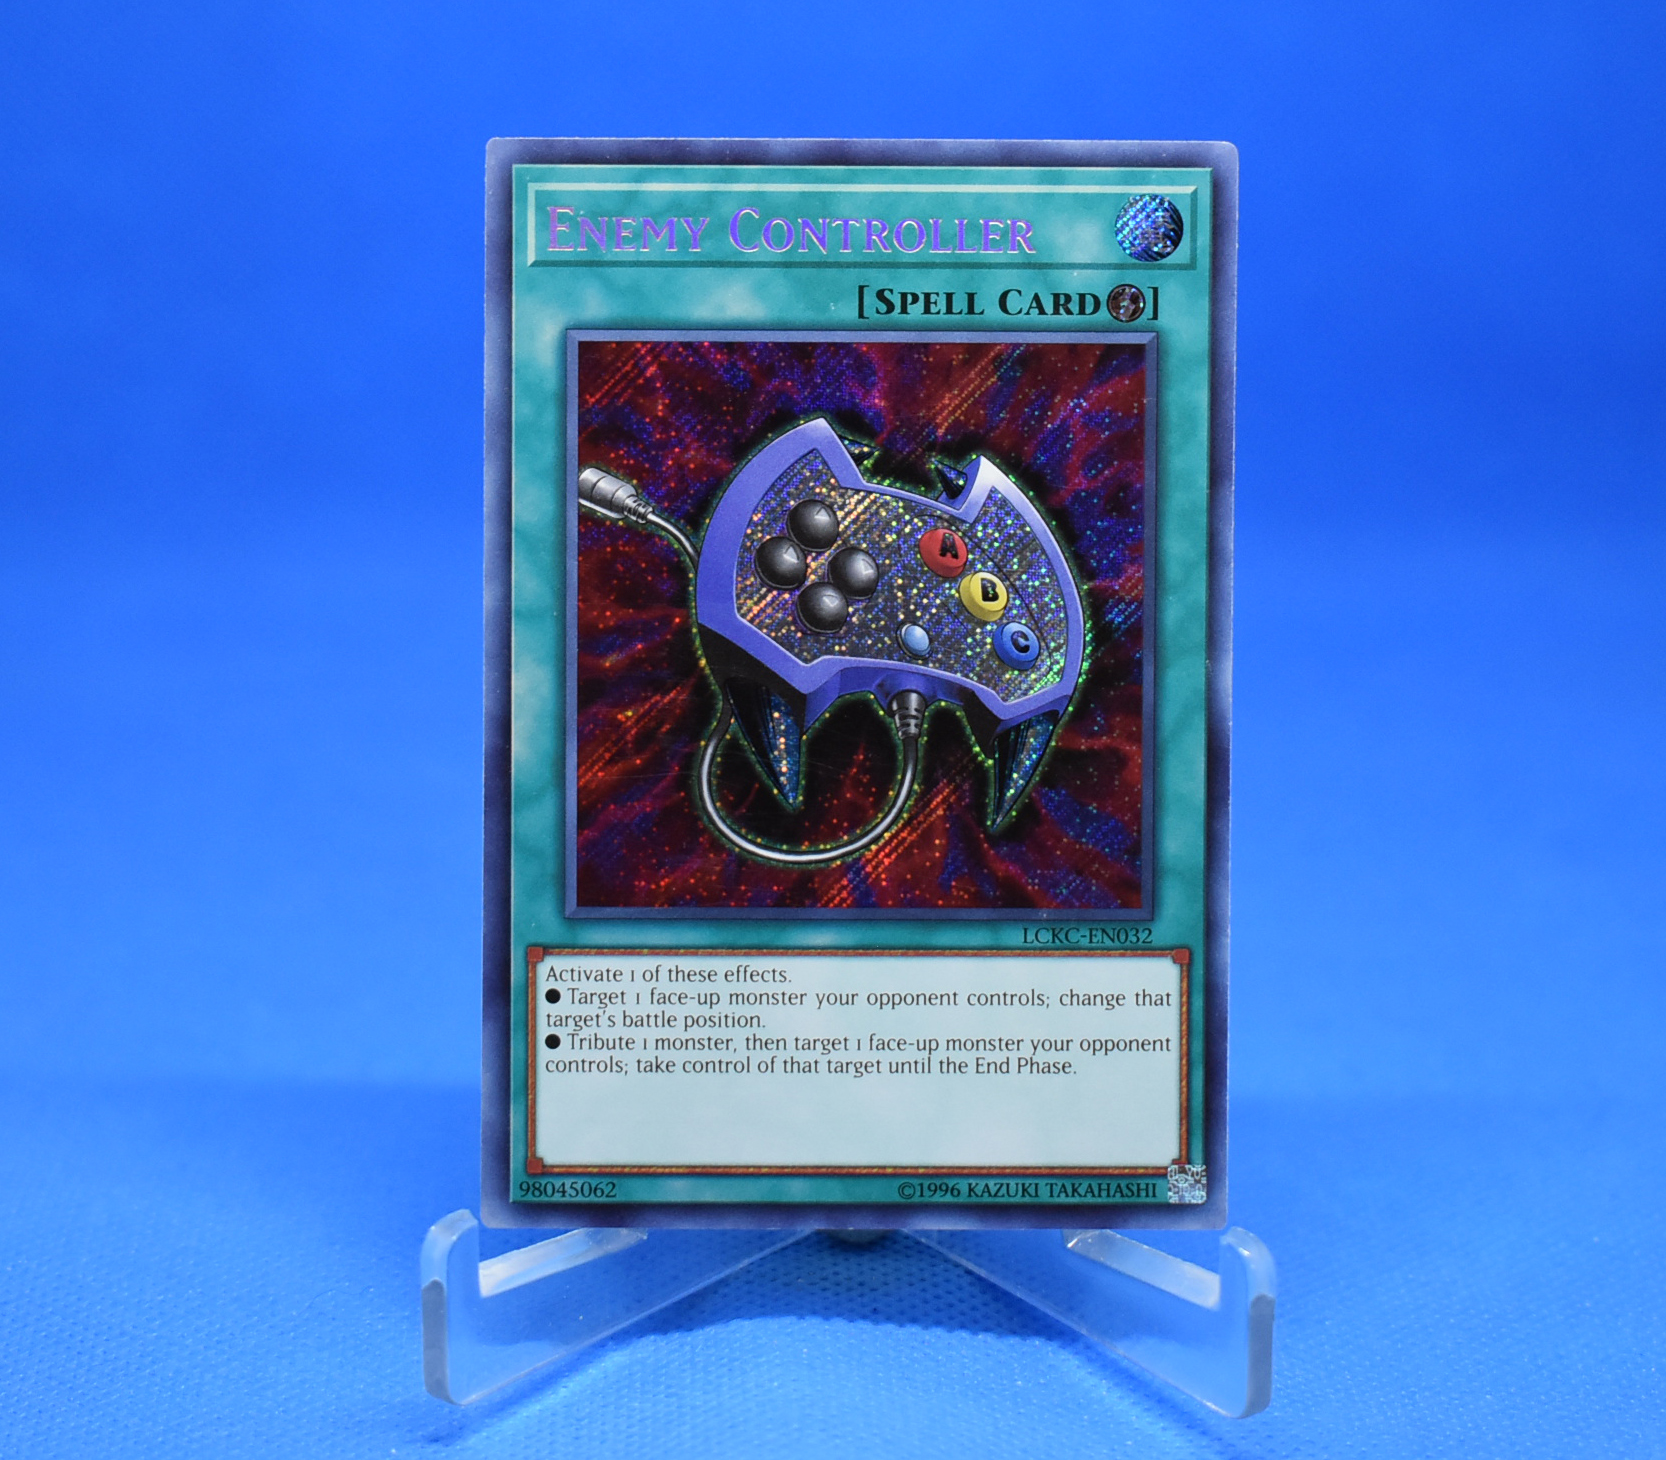 ENEMY CONTROLLER
[SPELL CARD]
A
B
C
LCKC-EN032
Activate 1 of these effects.
● Target 1 face-up monster your opponent controls; change that
target's battle position.
● Tribute 1 monster, then target 1 face-up monster your opponent
controls; take control of that target until the End Phase.
98045062
©1996 KAZUKI TAKAHASHI